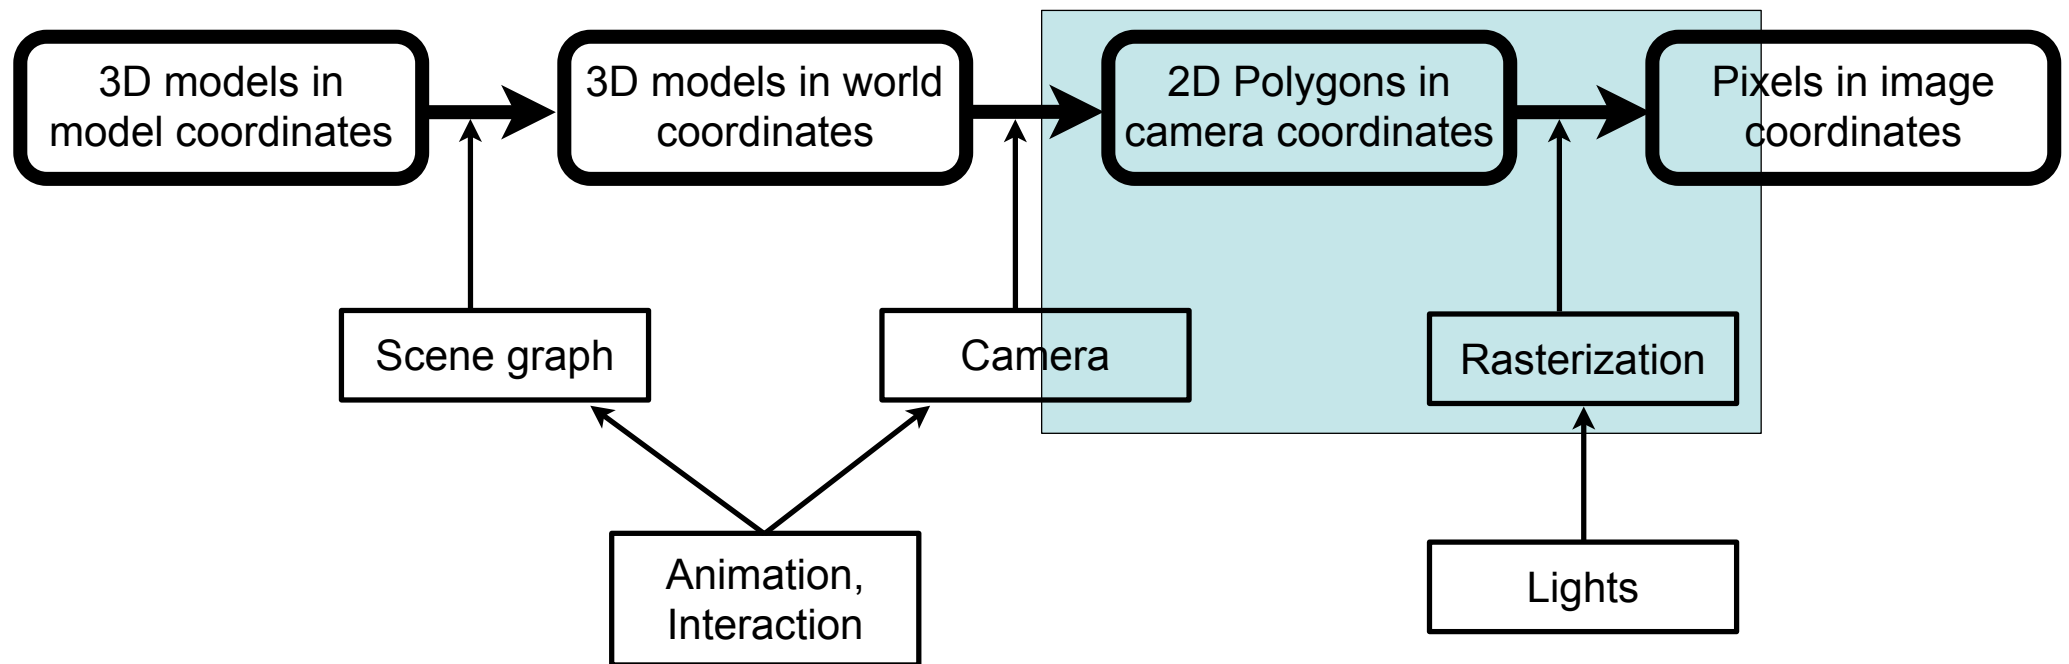 3D models in
model coordinates
3D models in world
coordinates
2D Polygons in
camera coordinates
Pixels in image
coordinates
Scene graph
Camera
Rasterization
Animation,
Interaction
Lights